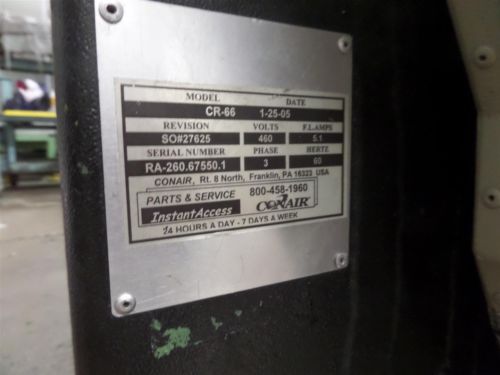 MODEL DATE
CR-66 1-25-05
REVISION VOLTS F.L.AMPS
SO#27625 460 5.1
SERIAL NUMBER PHASE HERTZ
RA-260.67550.1 3 60
CONAIR, Rt. 8 North, Franklin, PA 16323 USA
PARTS & SERVICE 800-458-1960
InstantAccess CONAIR
24 HOURS A DAY - 7 DAYS A WEEK